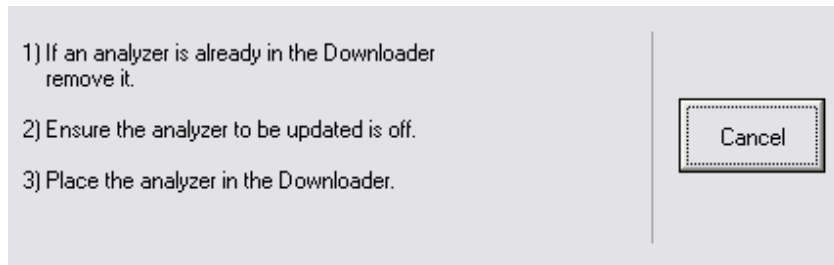 1) If an analyzer is already in the Downloader
remove it.
2) Ensure the analyzer to be updated is off.
3) Place the analyzer in the Downloader.
Cancel